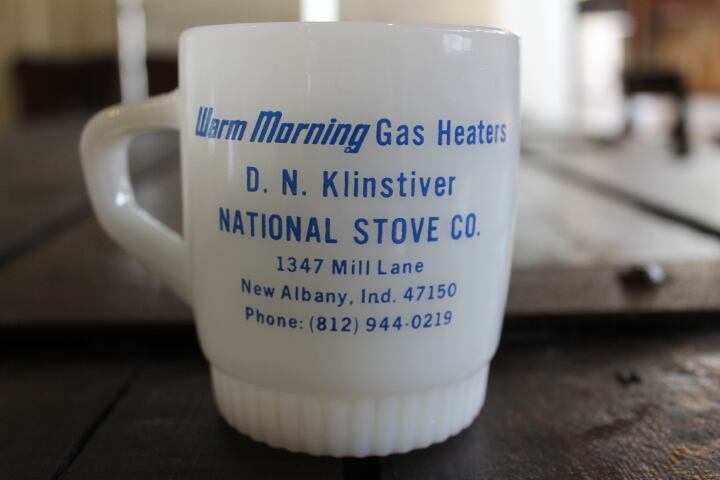 Warm Morning Gas Heaters
D. N. Klinstiver
NATIONAL STOVE CO.
1347 Mill Lane
New Albany, Ind. 47150
Phone: (812) 944-0219